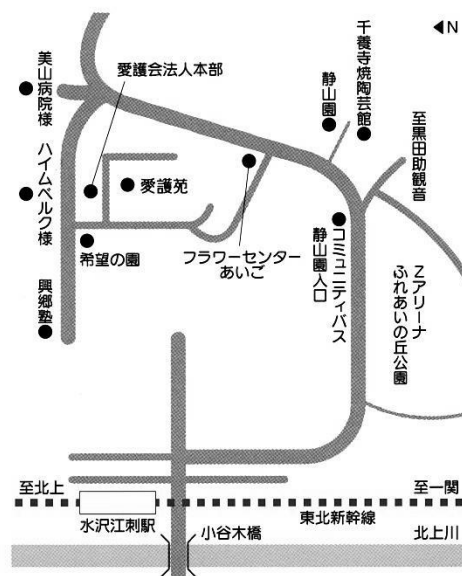 N
千養寺焼陶芸館
静山園
至黒田助観音
美山病院様
愛護会法人本部
ハイムベルク様
愛護苑
希望の園
フラワーセンター
あいご
コミュニティバス
静山園入口
Zアリーナ
ふれあいの丘公園
興郷塾
至北上
至一関
水沢江刺駅
東北新幹線
小谷木橋
北上川